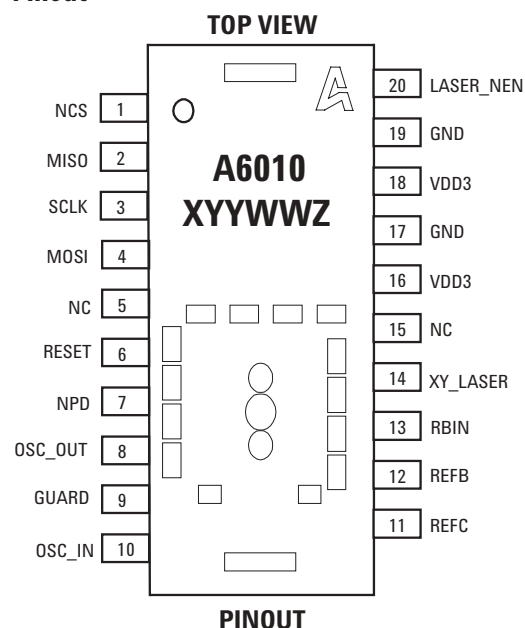 TOP VIEW
NCS 1
MISO 2
SCLK 3
MOSI 4
NC 5
RESET 6
NPD 7
OSC_OUT 8
GUARD 9
OSC_IN 10
A6010
XYYWWZ
20 LASER_NEN
19 GND
18 VDD3
17 GND
16 VDD3
15 NC
14 XY_LASER
13 RBIN
12 REFB
11 REFC
PINOUT